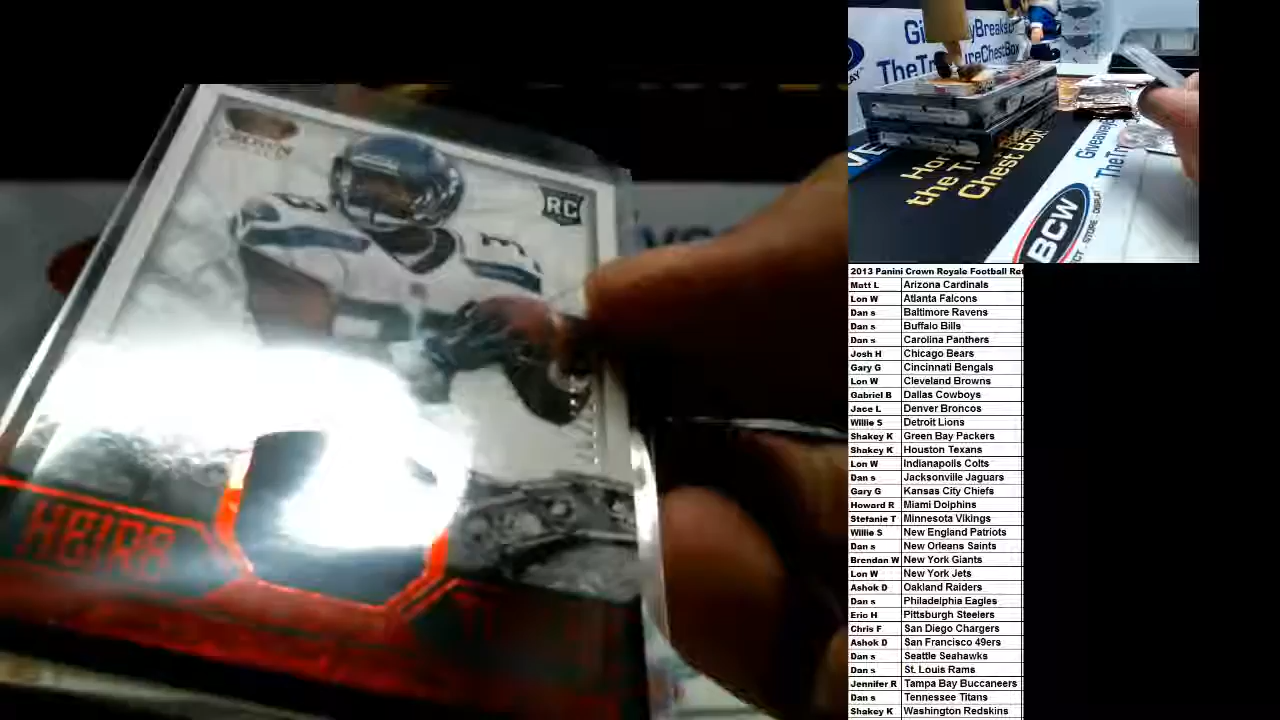 RC
HEIR
GiveawayBreaks.c
TheTreasureChestBox
Hor
the T
Chest Box!
BCW
2013 Panini Crown Royale Football Ret
Matt L Arizona Cardinals
Lon W Atlanta Falcons
Dan s Baltimore Ravens
Dan s Buffalo Bills
Dan s Carolina Panthers
Josh H Chicago Bears
Gary G Cincinnati Bengals
Lon W Cleveland Browns
Gabriel B Dallas Cowboys
Jace L Denver Broncos
Willie S Detroit Lions
Shakey K Green Bay Packers
Shakey K Houston Texans
Lon W Indianapolis Colts
Dan s Jacksonville Jaguars
Gary G Kansas City Chiefs
Howard R Miami Dolphins
Stefanie T Minnesota Vikings
Willie S New England Patriots
Dan s New Orleans Saints
Brendan W New York Giants
Lon W New York Jets
Ashok D Oakland Raiders
Dan s Philadelphia Eagles
Eric H Pittsburgh Steelers
Chris F San Diego Chargers
Ashok D San Francisco 49ers
Dan s Seattle Seahawks
Dan s St. Louis Rams
Jennifer R Tampa Bay Buccaneers
Dan s Tennessee Titans
Shakey K Washington Redskins